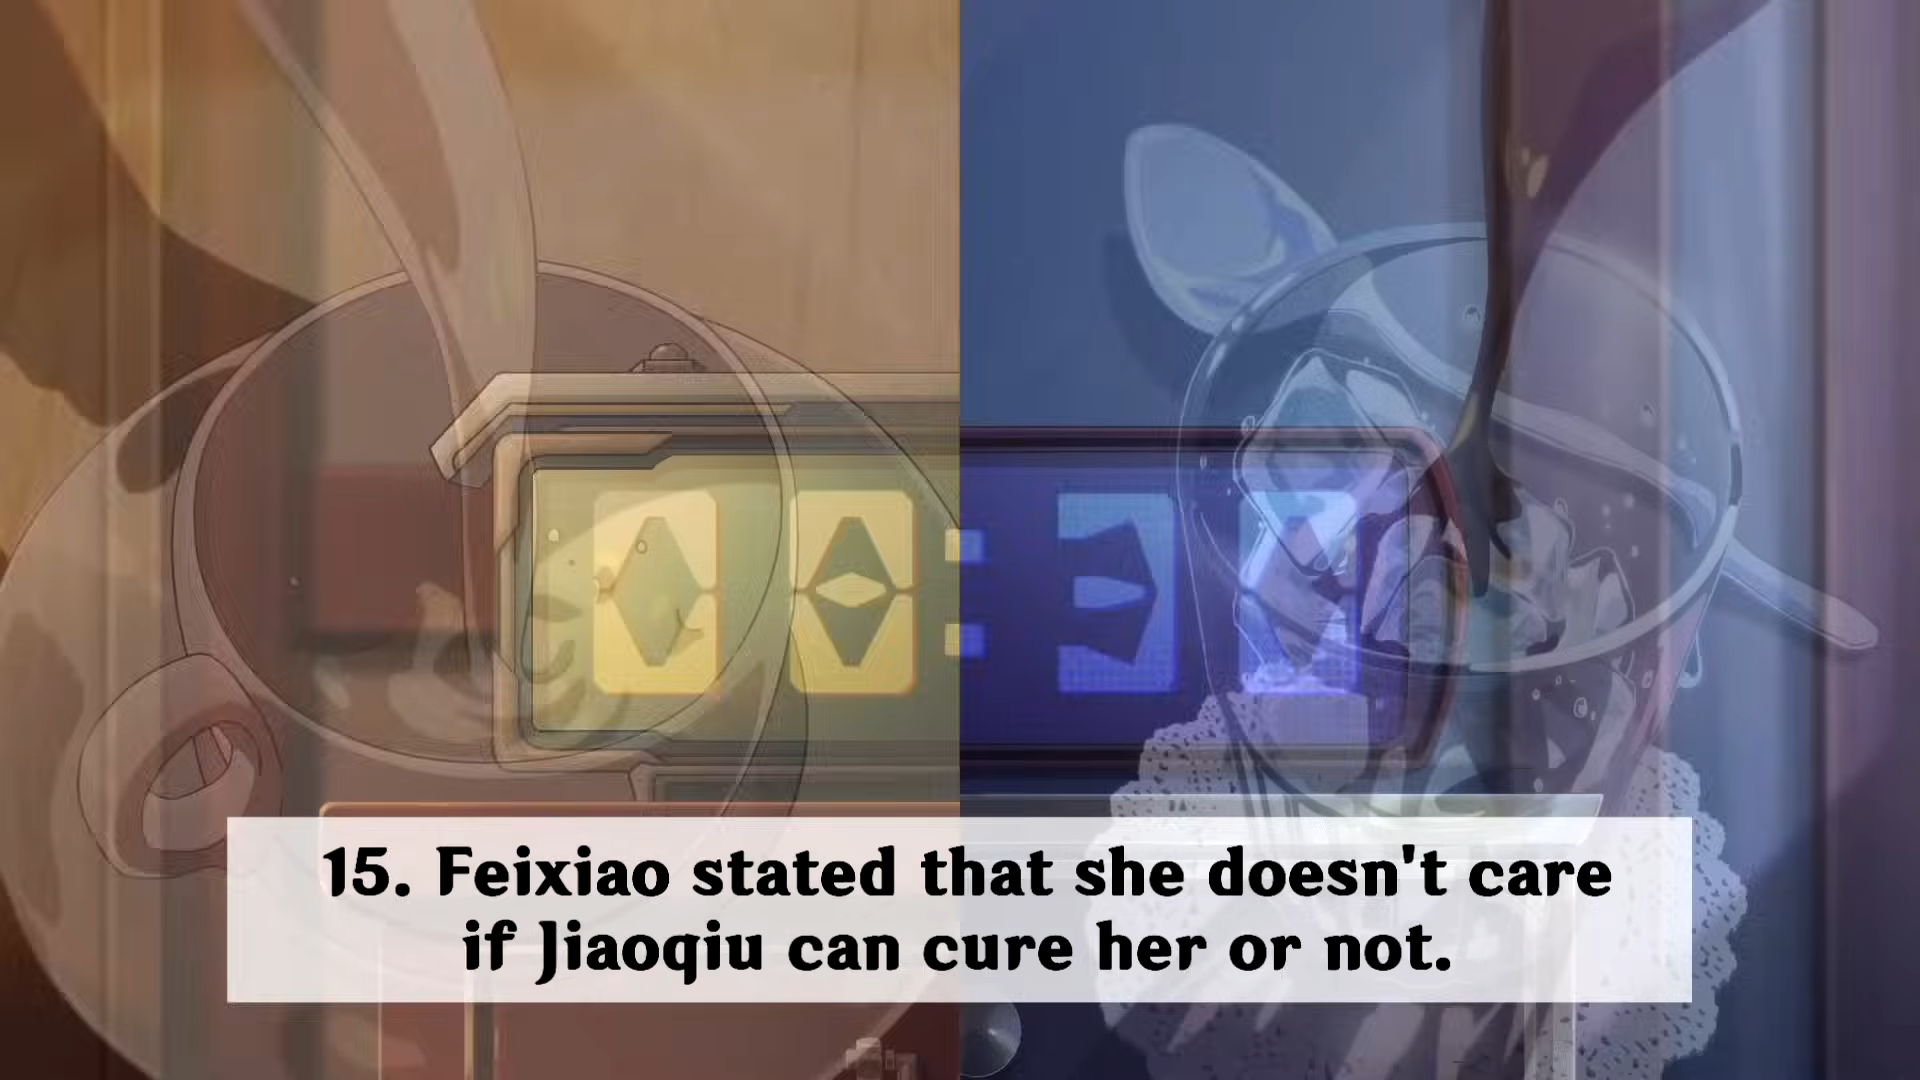 15. Feixiao stated that she doesn't care
if Jiaoqiu can cure her or not.